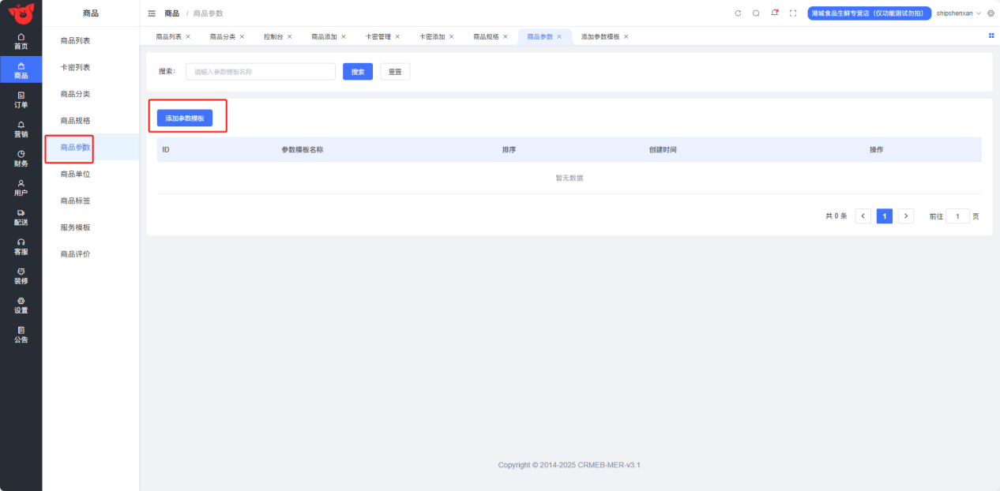 商品
商品 / 商品参数
港城食品生鲜专营店（仅功能测试勿拍）
shipshenxan
首页
商品
订单
营销
财务
用户
配送
客服
装修
设置
公告
商品列表
卡密列表
商品分类
商品规格
商品参数
商品单位
商品标签
服务模板
商品评价
商品列表 × 商品分类 × 控制台 × 商品添加 × 卡密管理 × 卡密添加 × 商品规格 × 商品参数 × 添加参数模板 ×
搜索： 请输入参数模板名称 搜索 重置
添加参数模板
ID 参数模板名称 排序 创建时间 操作
暂无数据
共 0 条 < 1 > 前往 1 页
Copyright © 2014-2025 CRMEB-MER-v3.1